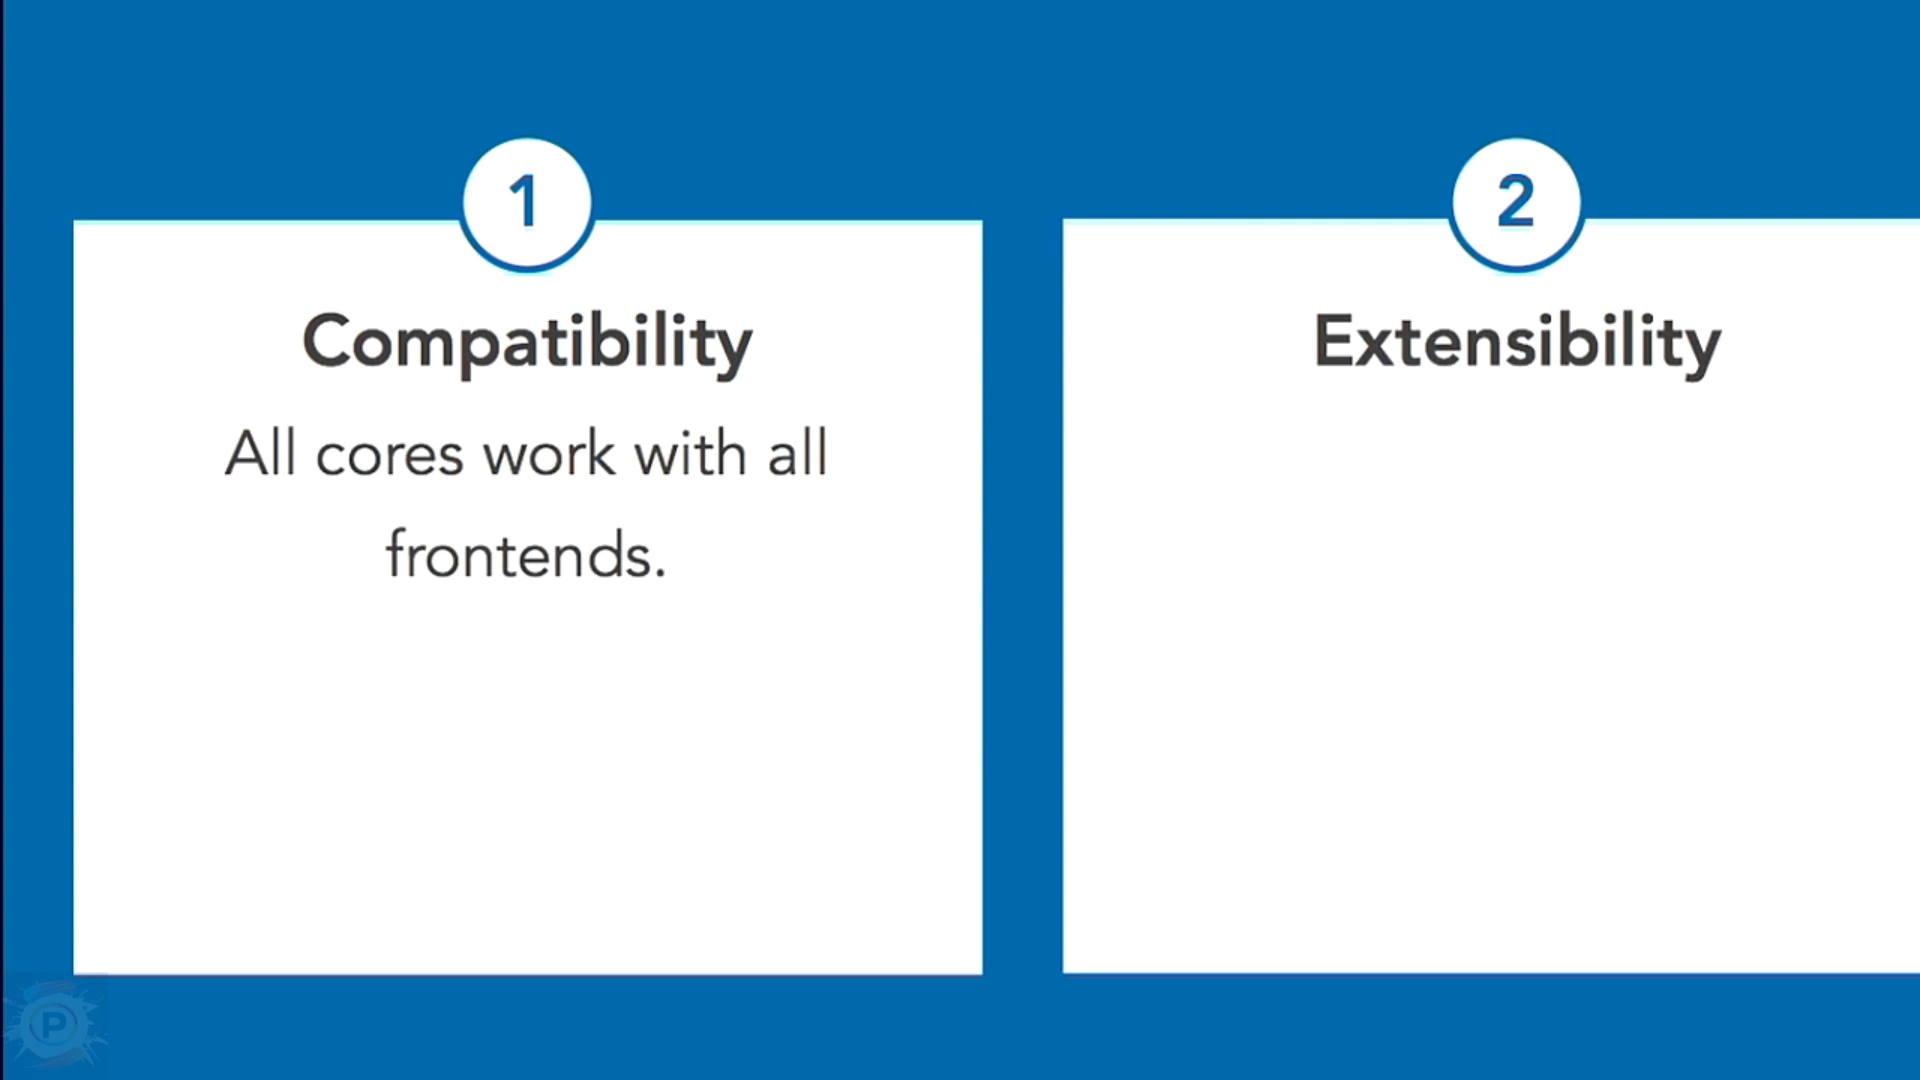 1
Compatibility
All cores work with all
frontends.
2
Extensibility
P